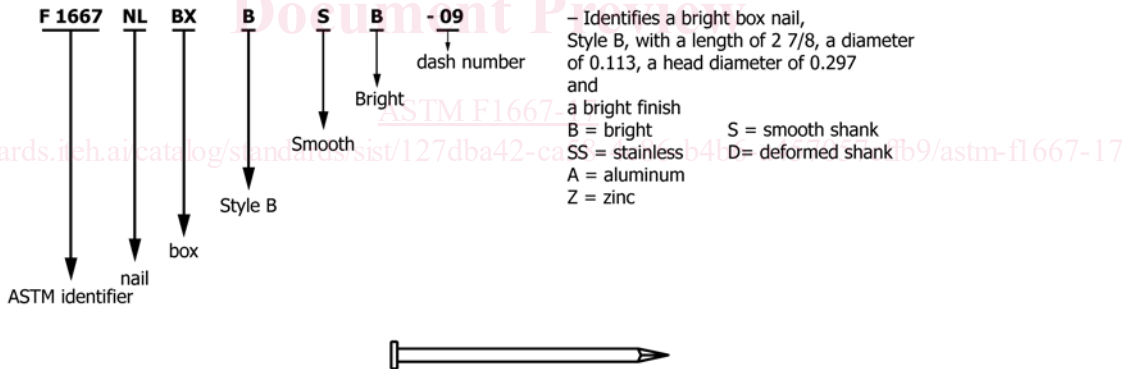 Document Preview
F 1667 NL BX B S B - 09
dash number
Bright
Smooth
Style B
box
nail
ASTM identifier
– Identifies a bright box nail,
Style B, with a length of 2 7/8, a diameter
of 0.113, a head diameter of 0.297
and
a bright finish
B = bright S = smooth shank
SS = stainless D= deformed shank
A = aluminum
Z = zinc
ASTM F1667-